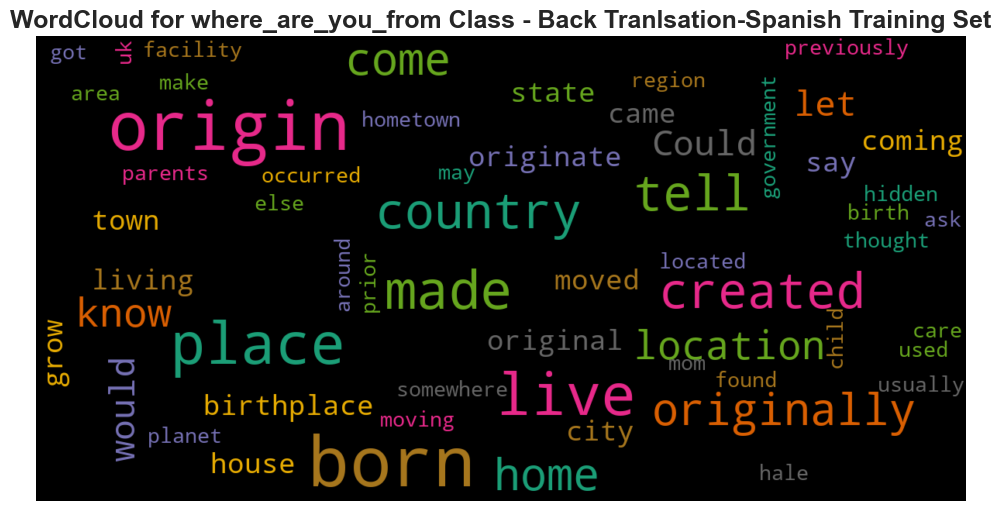 WordCloud for where_are_you_from Class - Back Tranlsation-Spanish Training Set
got
uk
facility
come
previously
area
make
state
region
government
let
origin
hometown
came
Could
coming
originate
say
parents
occurred
may
tell
hidden
else
country
birth
ask
town
thought
living
around
prior
made
moved
located
created
know
grow
place
original
location
child
care
used
would
mom
somewhere
live
found
usually
birthplace
moving
originally
planet
city
house
born
home
hale